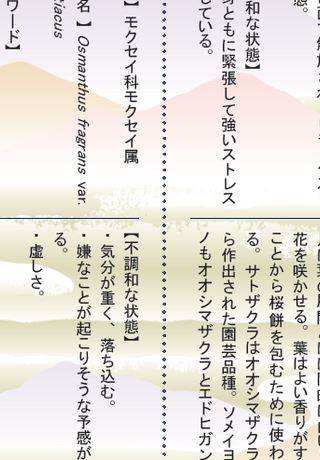 花を咲かせる。葉はよい香りがす
ことから桜餅を包むために使わ
る。サトザクラはオオシマザクラ
ら作出された園芸品種。ソメイヨ
ノもオオシマザクラとエドヒガン
感。
和な状態】
身ともに緊張して強いストレス
している。
】モクセイ科モクセイ属
名 】Osmanthus fragrans var.
tiacus
ワード】
【不調和な状態】
・気分が重く、落ち込む。
・嫌なことが起こりそうな予感が
る。
・虚しさ。